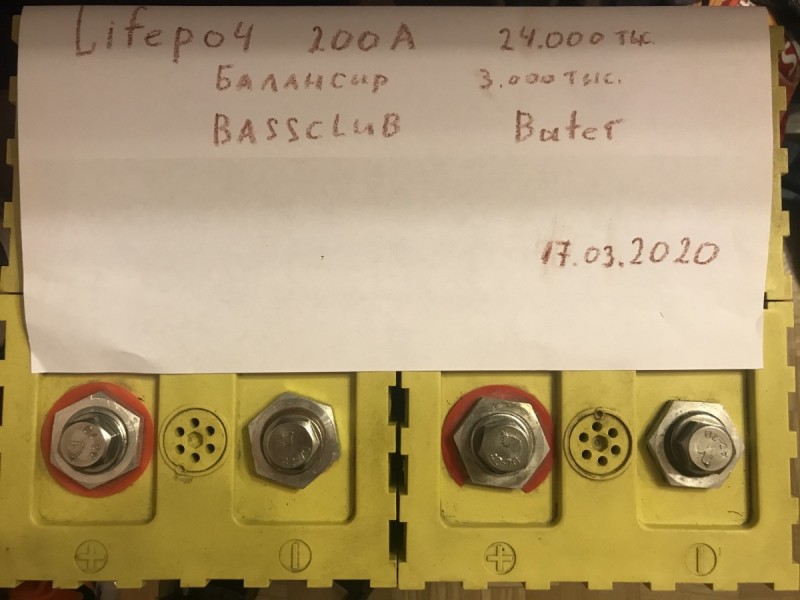 Lifepo4 200A 24.000 тыс.
Балансир 3.000 тыс.
BASSCLUB Buter
17.03.2020